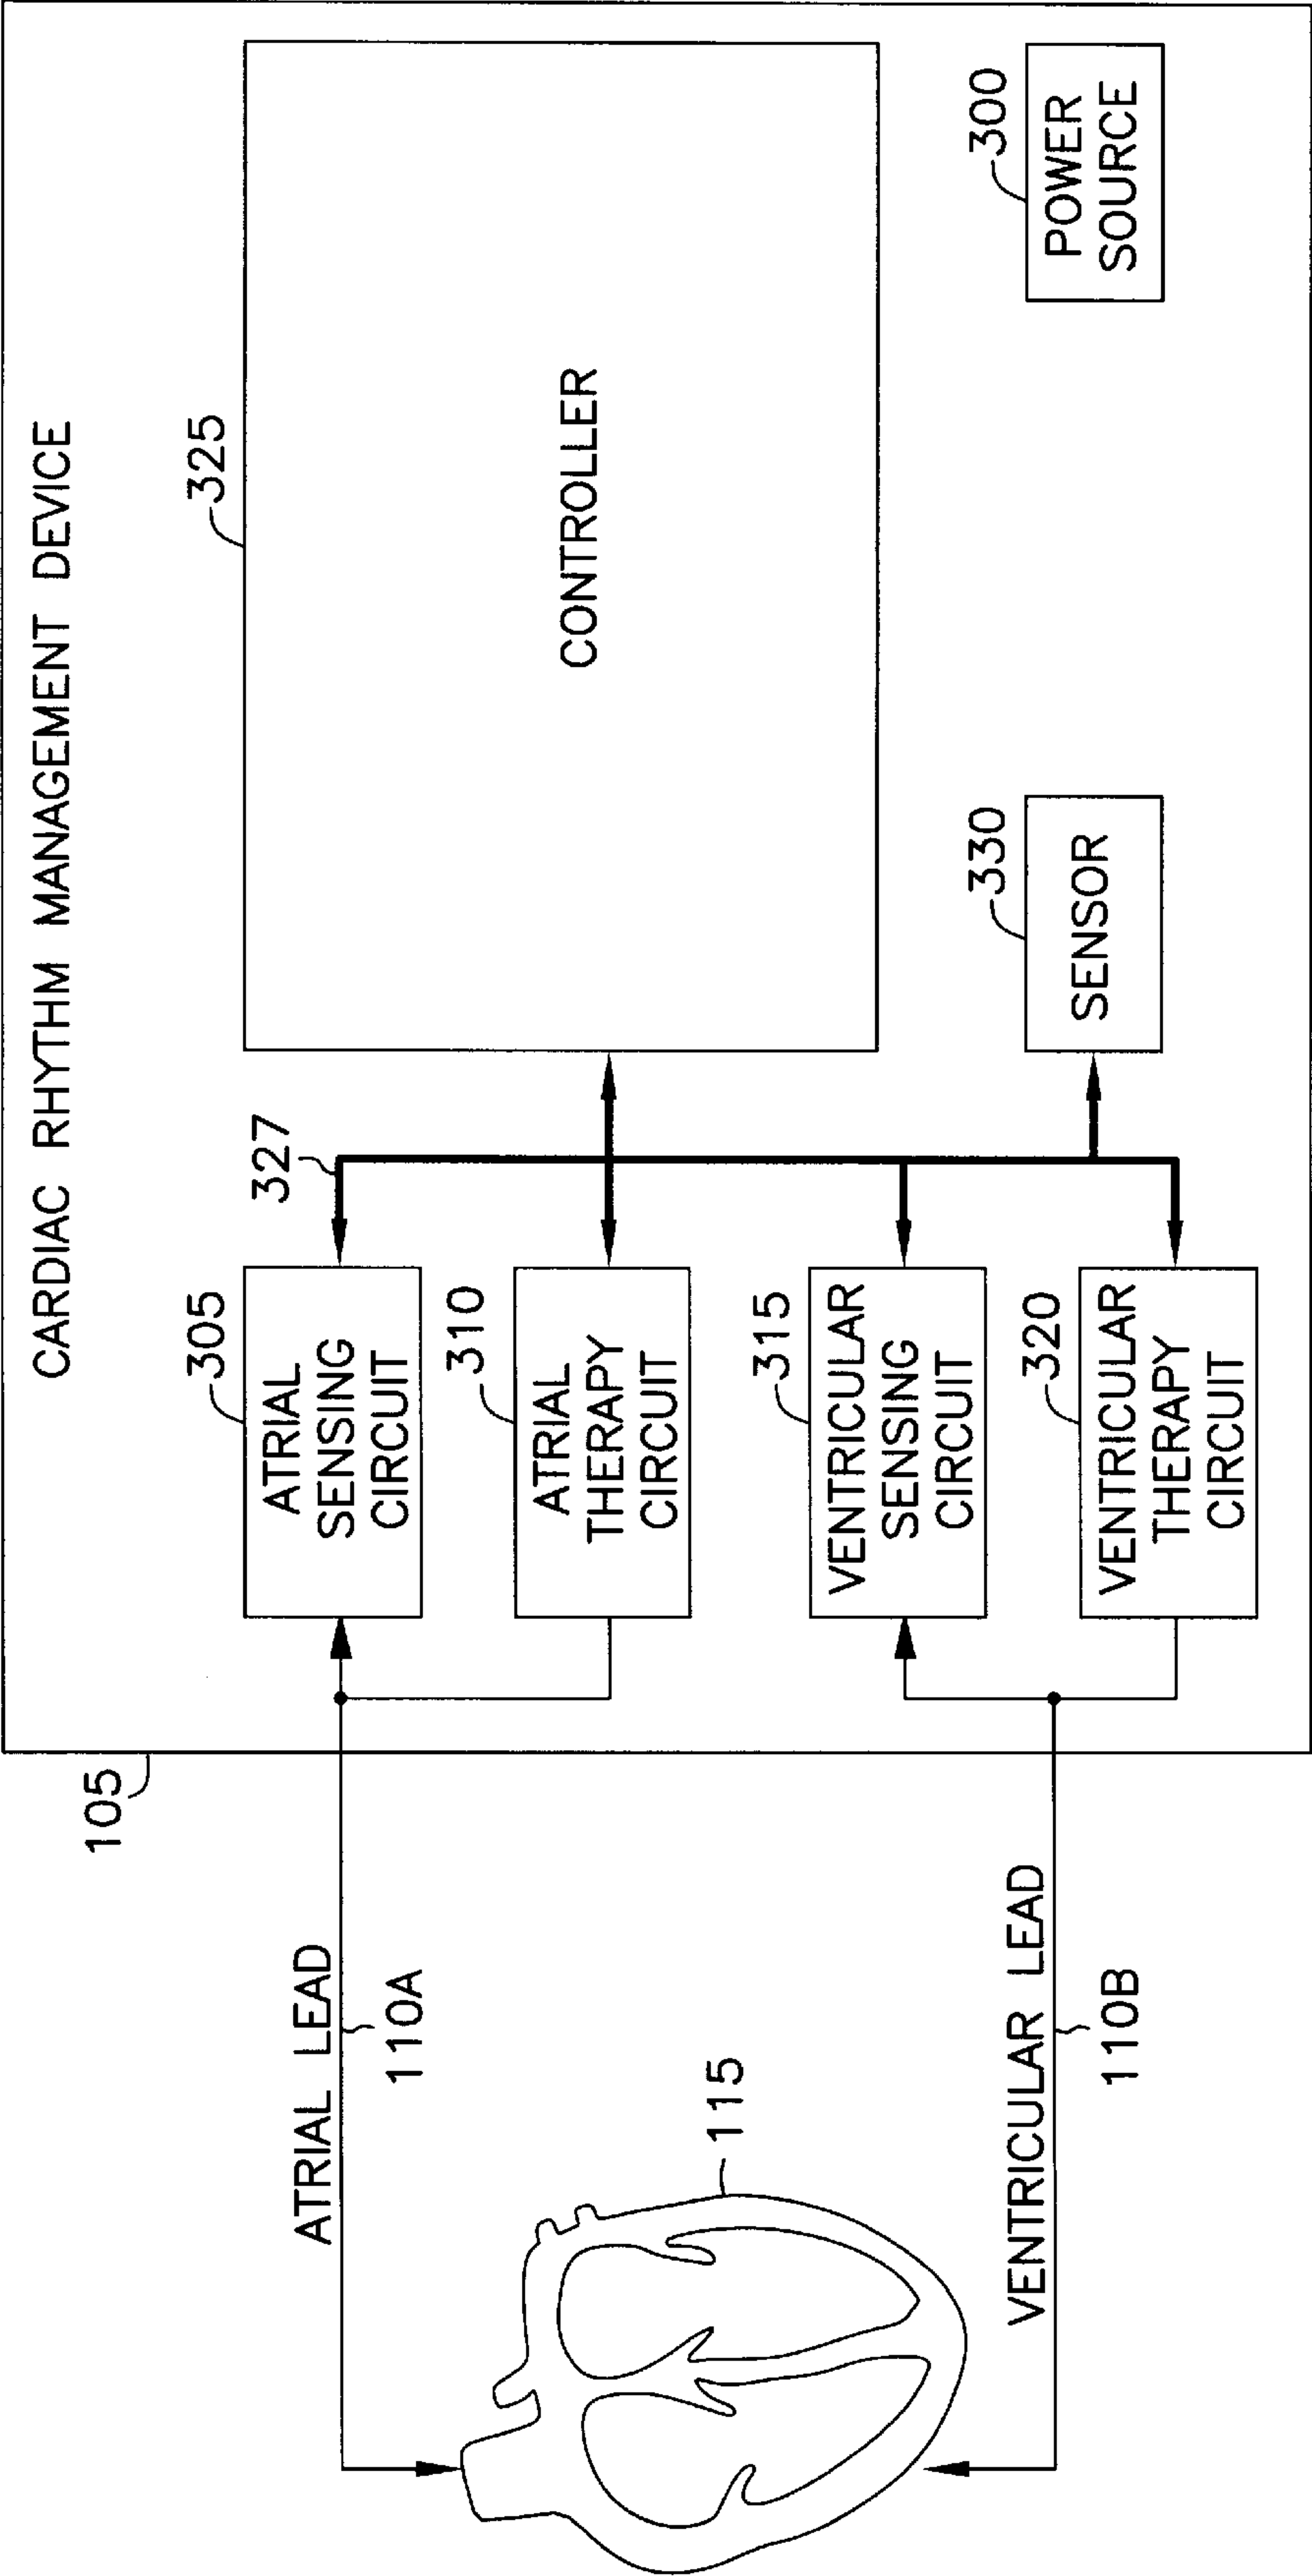 CARDIAC RHYTHM MANAGEMENT DEVICE
105
ATRIAL LEAD
110A
115
VENTRICULAR LEAD
110B
305
ATRIAL
SENSING
CIRCUIT
310
ATRIAL
THERAPY
CIRCUIT
315
VENTRICULAR
SENSING
CIRCUIT
320
VENTRICULAR
THERAPY
CIRCUIT
327
325
CONTROLLER
330
SENSOR
300
POWER
SOURCE